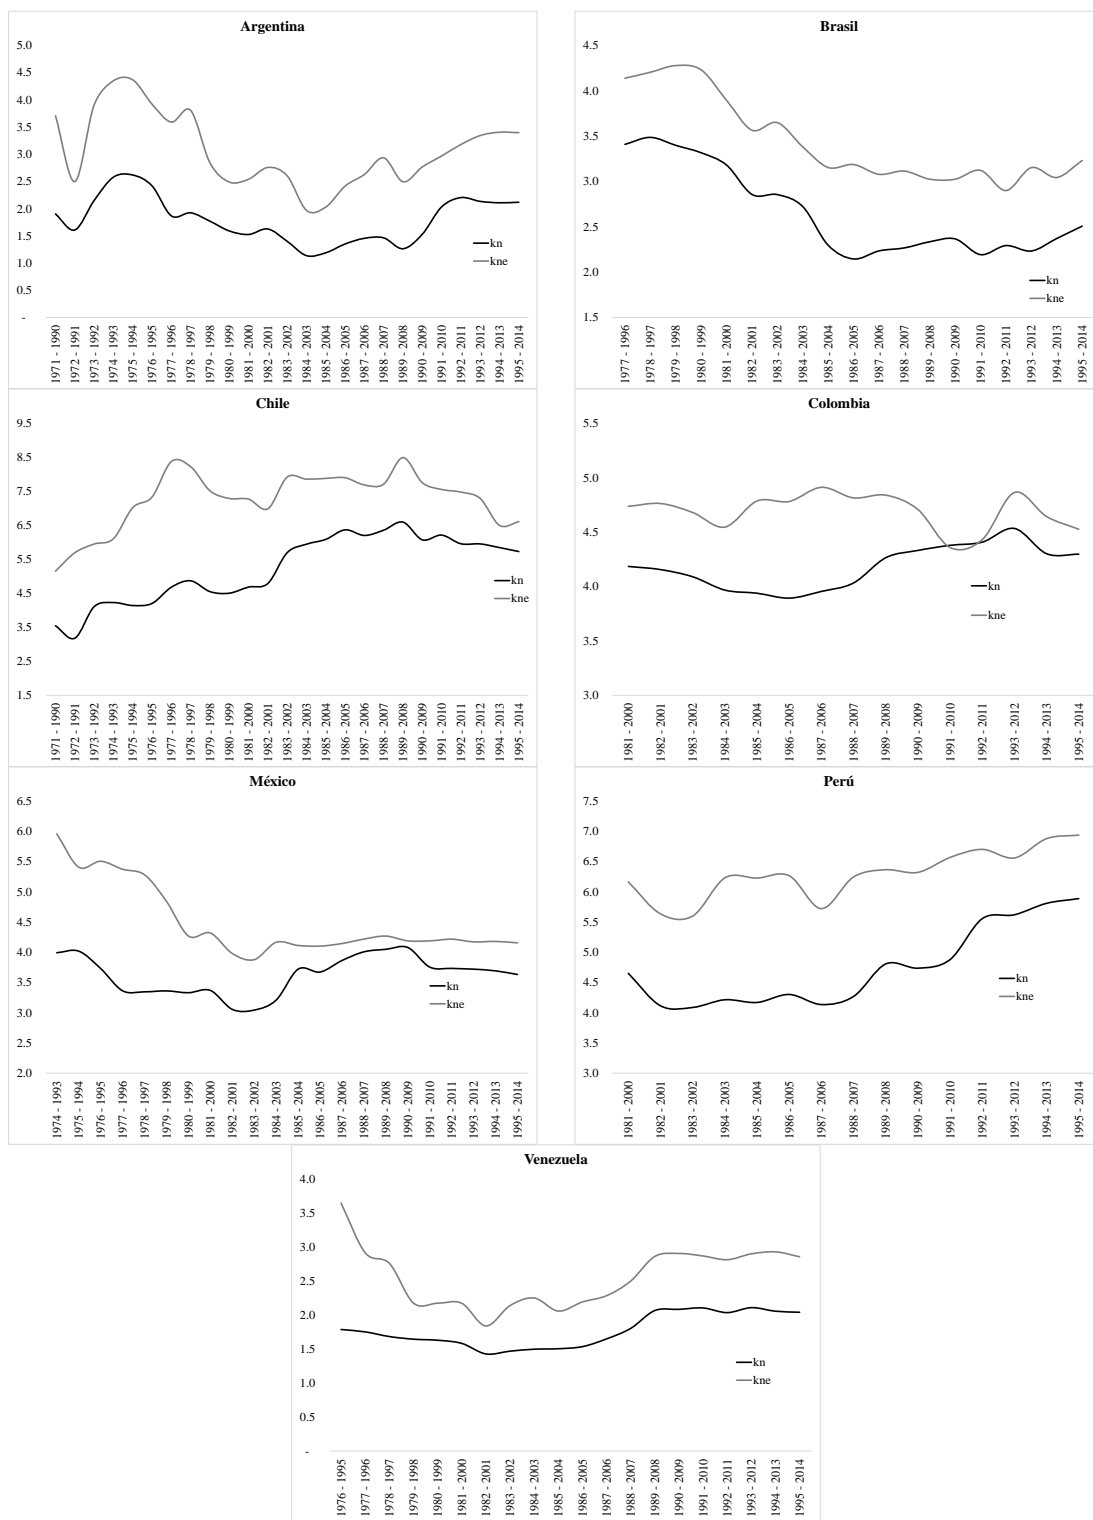 Argentina
5.0
4.5
4.0
3.5
3.0
2.5
2.0
1.5
1.0
0.5
-
kn
kne
1971 - 1990
1972 - 1991
1973 - 1992
1974 - 1993
1975 - 1994
1976 - 1995
1977 - 1996
1978 - 1997
1979 - 1998
1980 - 1999
1981 - 2000
1982 - 2001
1983 - 2002
1984 - 2003
1985 - 2004
1986 - 2005
1987 - 2006
1988 - 2007
1989 - 2008
1990 - 2009
1991 - 2010
1992 - 2011
1993 - 2012
1994 - 2013
1995 - 2014
Brasil
4.5
4.0
3.5
3.0
2.5
2.0
1.5
kn
kne
1977 - 1996
1978 - 1997
1979 - 1998
1980 - 1999
1981 - 2000
1982 - 2001
1983 - 2002
1984 - 2003
1985 - 2004
1986 - 2005
1987 - 2006
1988 - 2007
1989 - 2008
1990 - 2009
1991 - 2010
1992 - 2011
1993 - 2012
1994 - 2013
1995 - 2014
Chile
9.5
8.5
7.5
6.5
5.5
4.5
3.5
2.5
1.5
kn
kne
1971 - 1990
1972 - 1991
1973 - 1992
1974 - 1993
1975 - 1994
1976 - 1995
1977 - 1996
1978 - 1997
1979 - 1998
1980 - 1999
1981 - 2000
1982 - 2001
1983 - 2002
1984 - 2003
1985 - 2004
1986 - 2005
1987 - 2006
1988 - 2007
1989 - 2008
1990 - 2009
1991 - 2010
1992 - 2011
1993 - 2012
1994 - 2013
1995 - 2014
Colombia
5.5
5.0
4.5
4.0
3.5
3.0
kn
kne
1981 - 2000
1982 - 2001
1983 - 2002
1984 - 2003
1985 - 2004
1986 - 2005
1987 - 2006
1988 - 2007
1989 - 2008
1990 - 2009
1991 - 2010
1992 - 2011
1993 - 2012
1994 - 2013
1995 - 2014
México
6.5
6.0
5.5
5.0
4.5
4.0
3.5
3.0
2.5
2.0
kn
kne
1974 - 1993
1975 - 1994
1976 - 1995
1977 - 1996
1978 - 1997
1979 - 1998
1980 - 1999
1981 - 2000
1982 - 2001
1983 - 2002
1984 - 2003
1985 - 2004
1986 - 2005
1987 - 2006
1988 - 2007
1989 - 2008
1990 - 2009
1991 - 2010
1992 - 2011
1993 - 2012
1994 - 2013
1995 - 2014
Perú
7.5
7.0
6.5
6.0
5.5
5.0
4.5
4.0
3.5
3.0
kn
kne
1981 - 2000
1982 - 2001
1983 - 2002
1984 - 2003
1985 - 2004
1986 - 2005
1987 - 2006
1988 - 2007
1989 - 2008
1990 - 2009
1991 - 2010
1992 - 2011
1993 - 2012
1994 - 2013
1995 - 2014
Venezuela
4.0
3.5
3.0
2.5
2.0
1.5
1.0
0.5
-
kn
kne
1976 - 1995
1977 - 1996
1978 - 1997
1979 - 1998
1980 - 1999
1981 - 2000
1982 - 2001
1983 - 2002
1984 - 2003
1985 - 2004
1986 - 2005
1987 - 2006
1988 - 2007
1989 - 2008
1990 - 2009
1991 - 2010
1992 - 2011
1993 - 2012
1994 - 2013
1995 - 2014